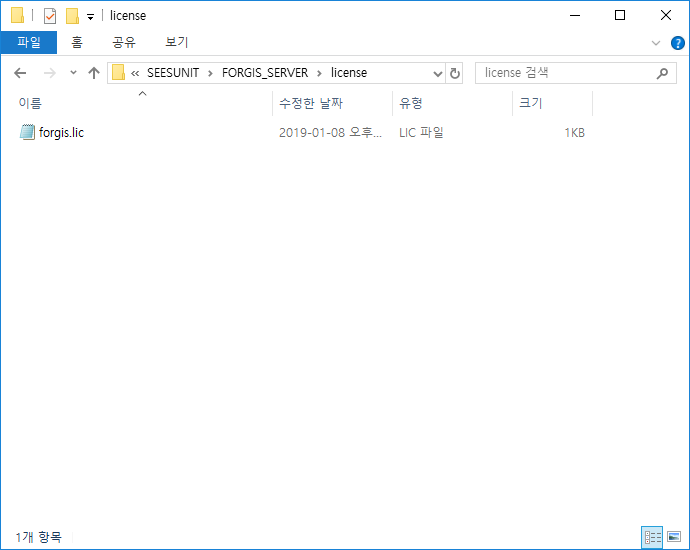 license
파일 홈 공유 보기
« SEESUNIT > FORGIS_SERVER > license license 검색
이름 수정한 날짜 유형 크기
forgis.lic 2019-01-08 오후... LIC 파일 1KB
1개 항목